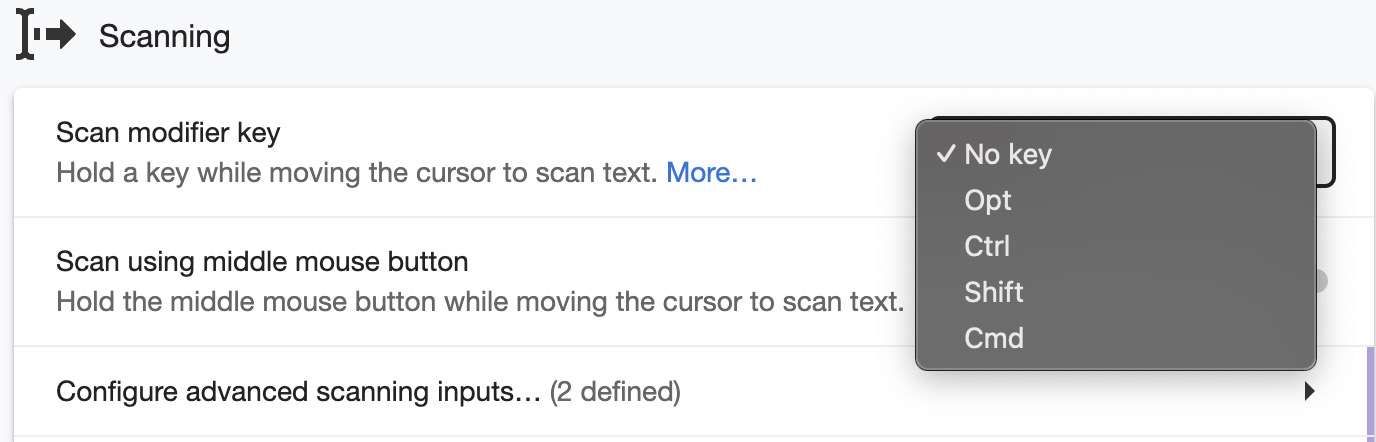 Scanning
Scan modifier key
Hold a key while moving the cursor to scan text. More…
✓ No key
Opt
Ctrl
Shift
Cmd
Scan using middle mouse button
Hold the middle mouse button while moving the cursor to scan text.
Configure advanced scanning inputs… (2 defined)